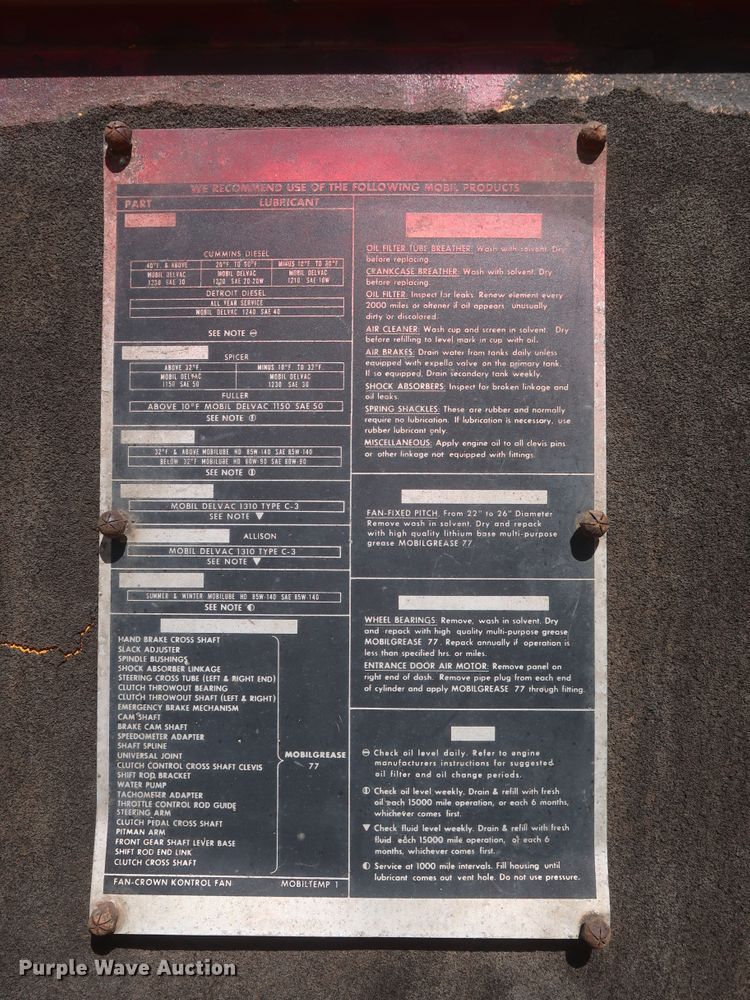 WE RECOMMEND USE OF THE FOLLOWING MOBIL PRODUCTS
PART LUBRICANT
CUMMINS DIESEL
40°F. & ABOVE 20°F. TO 50°F. MINUS 10°F TO 30°F
MOBIL DELVAC MOBIL DELVAC MOBIL DELVAC
1230 SAE 30 1220 SAE 20-20W 1210 SAE 10W
DETROIT DIESEL
ALL YEAR SERVICE
MOBIL DELVAC 1240 SAE 40
SEE NOTE ⊖
SPICER
ABOVE 32°F. MINUS 10°F TO 32°F.
MOBIL DELVAC MOBIL DELVAC
1150 SAE 50 1230 SAE 30
FULLER
ABOVE 10°F MOBIL DELVAC 1150 SAE 50
SEE NOTE ⦶
32°F & ABOVE MOBILUBE HD 85W-140 SAE 85W-140
BELOW 32°F MOBILUBE HD 80W-90 SAE 80W-90
SEE NOTE ⦶
MOBIL DELVAC 1310 TYPE C-3
SEE NOTE ▼
ALLISON
MOBIL DELVAC 1310 TYPE C-3
SEE NOTE ▼
SUMMER & WINTER MOBILUBE HD 85W-140 SAE 85W-140
SEE NOTE ◐
HAND BRAKE CROSS SHAFT
SLACK ADJUSTER
SPINDLE BUSHINGS
SHOCK ABSORBER LINKAGE
STEERING CROSS TUBE (LEFT & RIGHT END)
CLUTCH THROWOUT BEARING
CLUTCH THROWOUT SHAFT (LEFT & RIGHT)
EMERGENCY BRAKE MECHANISM
CAM SHAFT
BRAKE CAM SHAFT
SPEEDOMETER ADAPTER
SHAFT SPLINE
UNIVERSAL JOINT
CLUTCH CONTROL CROSS SHAFT CLEVIS
SHIFT ROD BRACKET
WATER PUMP
TACHOMETER ADAPTER
THROTTLE CONTROL ROD GUIDE
STEERING ARM
CLUTCH PEDAL CROSS SHAFT
PITMAN ARM
FRONT GEAR SHAFT LEVER BASE
SHIFT ROD END LINK
CLUTCH CROSS SHAFT
MOBILGREASE
77
FAN-CROWN KONTROL FAN MOBILTEMP 1
OIL FILTER TUBE BREATHER: Wash with solvent. Dry
before replacing.
CRANKCASE BREATHER: Wash with solvent. Dry
before replacing.
OIL FILTER: Inspect for leaks. Renew element every
2000 miles or oftener if oil appears unusually
dirty or discolored.
AIR CLEANER: Wash cup and screen in solvent. Dry
before refilling to level mark in cup with oil.
AIR BRAKES: Drain water from tanks daily unless
equipped with expello valve on the primary tank.
If so equipped, Drain secondary tank weekly.
SHOCK ABSORBERS: Inspect for broken linkage and
oil leaks.
SPRING SHACKLES: These are rubber and normally
require no lubrication. If lubrication is necessary, use
rubber lubricant only.
MISCELLANEOUS: Apply engine oil to all clevis pins
or other linkage not equipped with fittings.
FAN-FIXED PITCH, From 22" to 26" Diameter
Remove wash in solvent. Dry and repack
with high quality lithium base multi-purpose
grease MOBILGREASE 77.
WHEEL BEARINGS: Remove, wash in solvent. Dry
and repack with high quality multi-purpose grease
MOBILGREASE 77. Repack annually if operation is
less than specified hrs. or miles.
ENTRANCE DOOR AIR MOTOR: Remove panel on
right end of dash. Remove pipe plug from each end
of cylinder and apply MOBILGREASE 77 through fitting.
⊖ Check oil level daily. Refer to engine
manufacturers instructions for suggested
oil filter and oil change periods.
⦶ Check oil level weekly. Drain & refill with fresh
oil each 15000 mile operation, or each 6 months,
whichever comes first.
▼ Check fluid level weekly. Drain & refill with fresh
fluid each 15000 mile operation, or each 6
months, whichever comes first.
◐ Service at 1000 mile intervals. Fill housing until
lubricant comes out vent hole. Do not use pressure.
Purple Wave Auction